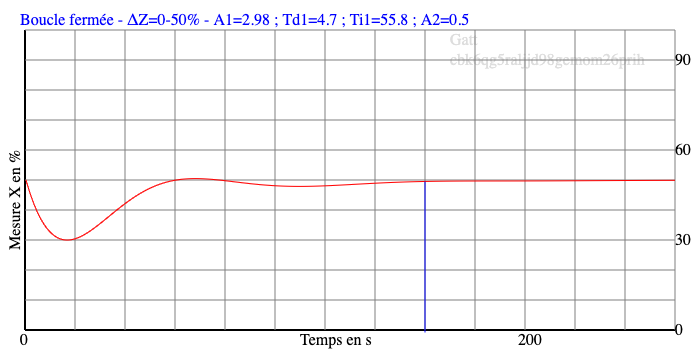 Boucle fermée - ΔZ=0-50% - A1=2.98 ; Td1=4.7 ; Ti1=55.8 ; A2=0.5
Gatt
90
60
Mesure X en %
30
0
0
Temps en s
200